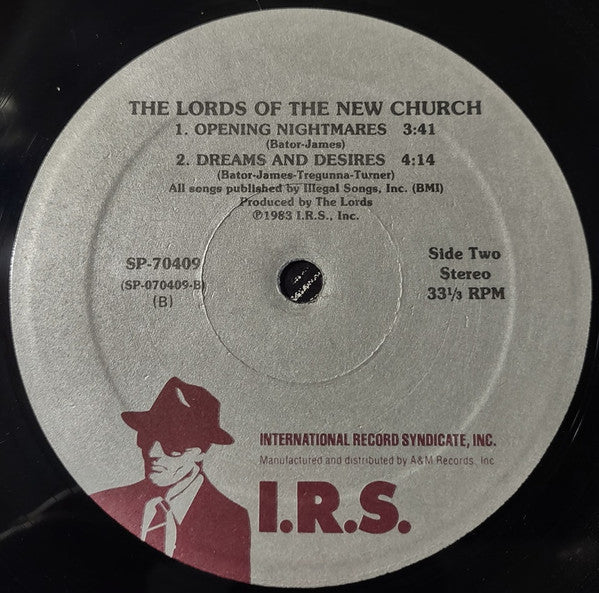 THE LORDS OF THE NEW CHURCH
1. OPENING NIGHTMARES 3:41
(Bator-James)
2. DREAMS AND DESIRES 4:14
(Bator-James-Tregunna-Turner)
All songs published by Illegal Songs, Inc. (BMI)
Produced by The Lords
℗1983 I.R.S., Inc.
SP-70409
(SP-070409-B)
(B)
Side Two
Stereo
33⅓ RPM
INTERNATIONAL RECORD SYNDICATE, INC.
Manufactured and distributed by A&M Records, Inc.
I.R.S.